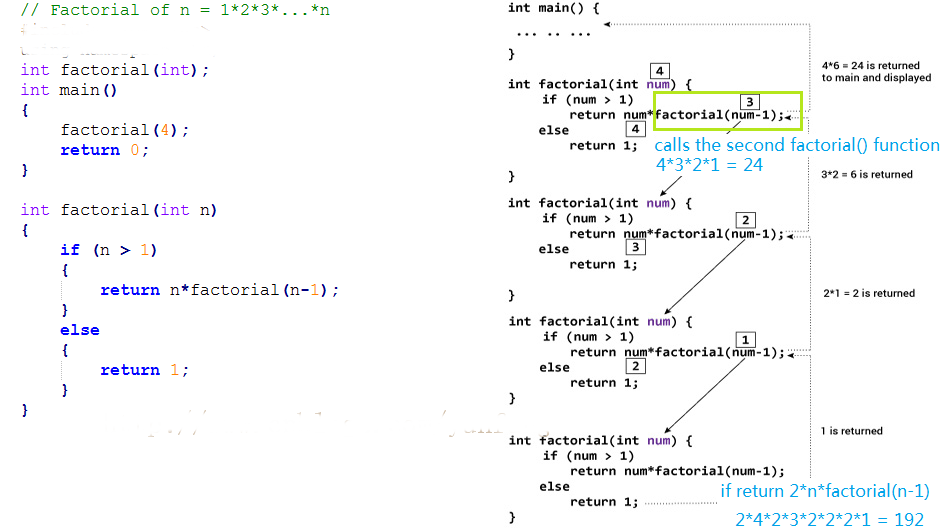 // Factorial of n = 1*2*3*...*n
int factorial(int);
int main()
{
factorial(4);
return 0;
}
int factorial(int n)
{
if (n > 1)
{
return n*factorial(n-1);
}
else
{
return 1;
}
}
int main() {
... .. ...
}
4*6 = 24 is returned
to main and displayed
4
int factorial(int num) {
if (num > 1)
3
return num*factorial(num-1);
else
4
return 1;
calls the second factorial() function
4*3*2*1 = 24
}
3*2 = 6 is returned
int factorial(int num) {
if (num > 1)
2
return num*factorial(num-1);
else
3
return 1;
}
2*1 = 2 is returned
int factorial(int num) {
if (num > 1)
1
return num*factorial(num-1);
else
2
return 1;
}
1 is returned
int factorial(int num) {
if (num > 1)
return num*factorial(num-1);
else
return 1;
}
if return 2*n*factorial(n-1)
2*4*2*3*2*2*2*1 = 192